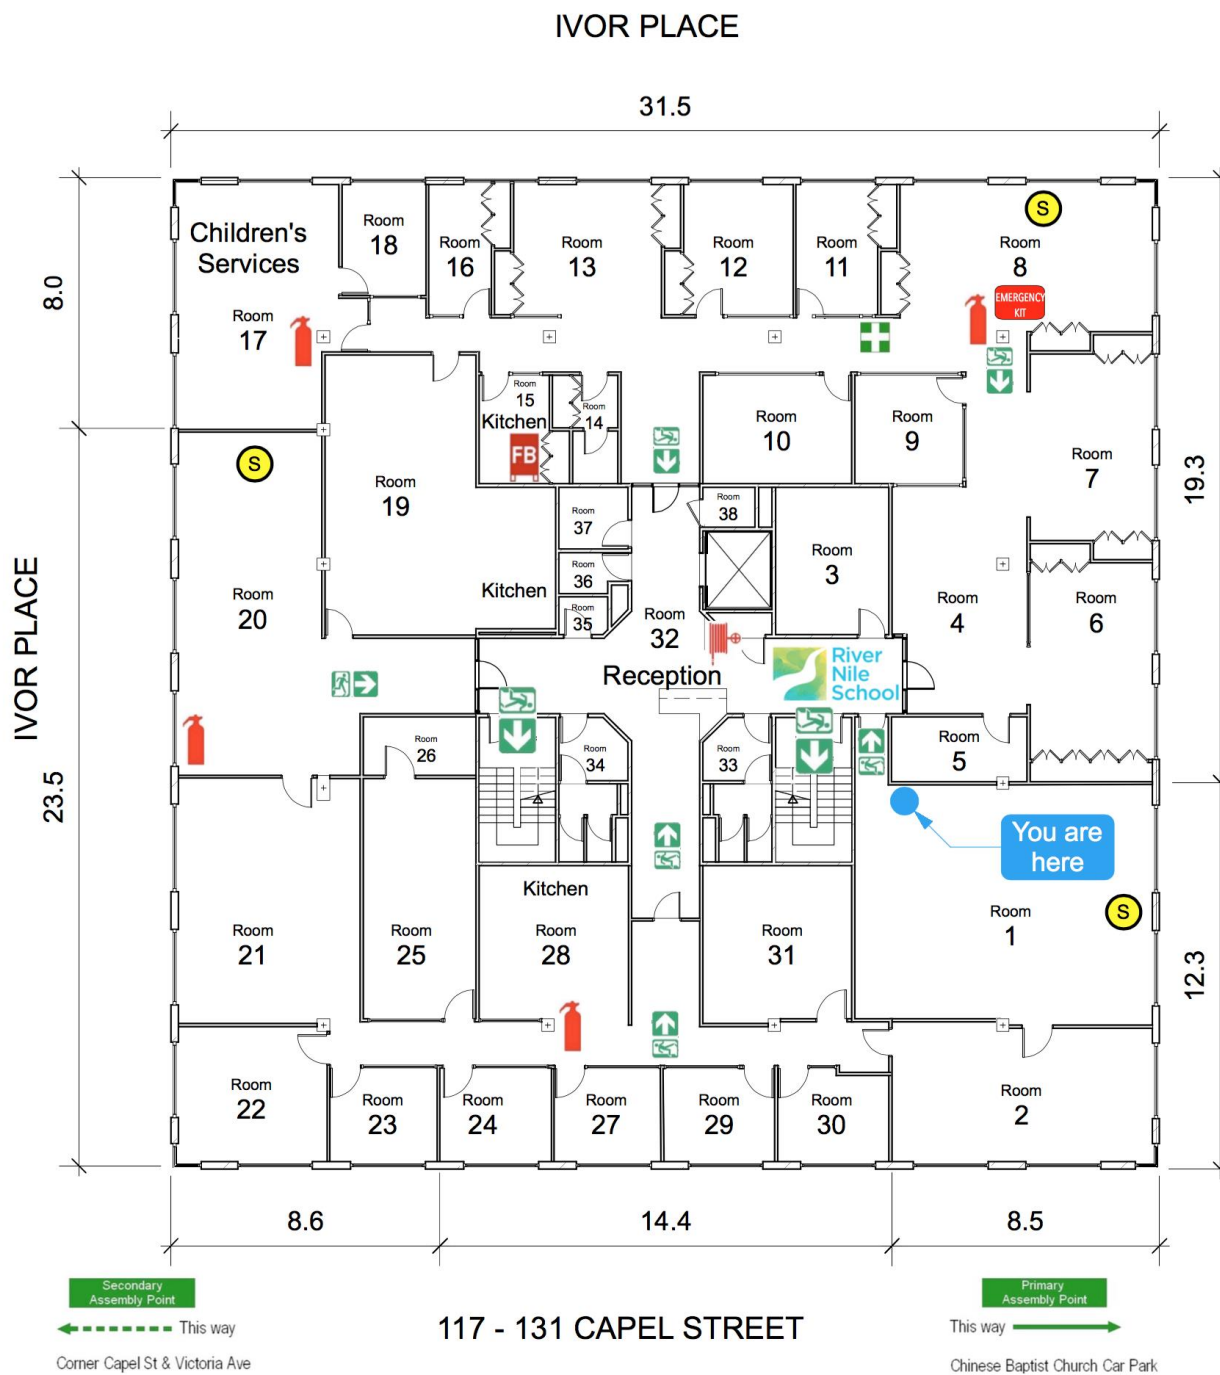 IVOR PLACE
31.5
8.0
23.5
IVOR PLACE
19.3
12.3
Children's
Services
Room
17
Room
18
Room
16
Room
13
Room
12
Room
11
Room
8
S
EMERGENCY
KIT
Room
15
Kitchen
FB
Room
14
Room
10
Room
9
Room
7
S
Room
19
Kitchen
Room
20
Room
37
Room
36
Room
35
Room
38
Room
3
Room
32
Reception
River
Nile
School
Room
4
Room
6
Room
5
Room
26
Room
34
Room
33
You are
here
Room
21
Room
25
Kitchen
Room
28
Room
31
Room
1
S
Room
22
Room
23
Room
24
Room
27
Room
29
Room
30
Room
2
8.6
14.4
8.5
Secondary
Assembly Point
This way
Corner Capel St & Victoria Ave
117 - 131 CAPEL STREET
Primary
Assembly Point
This way
Chinese Baptist Church Car Park